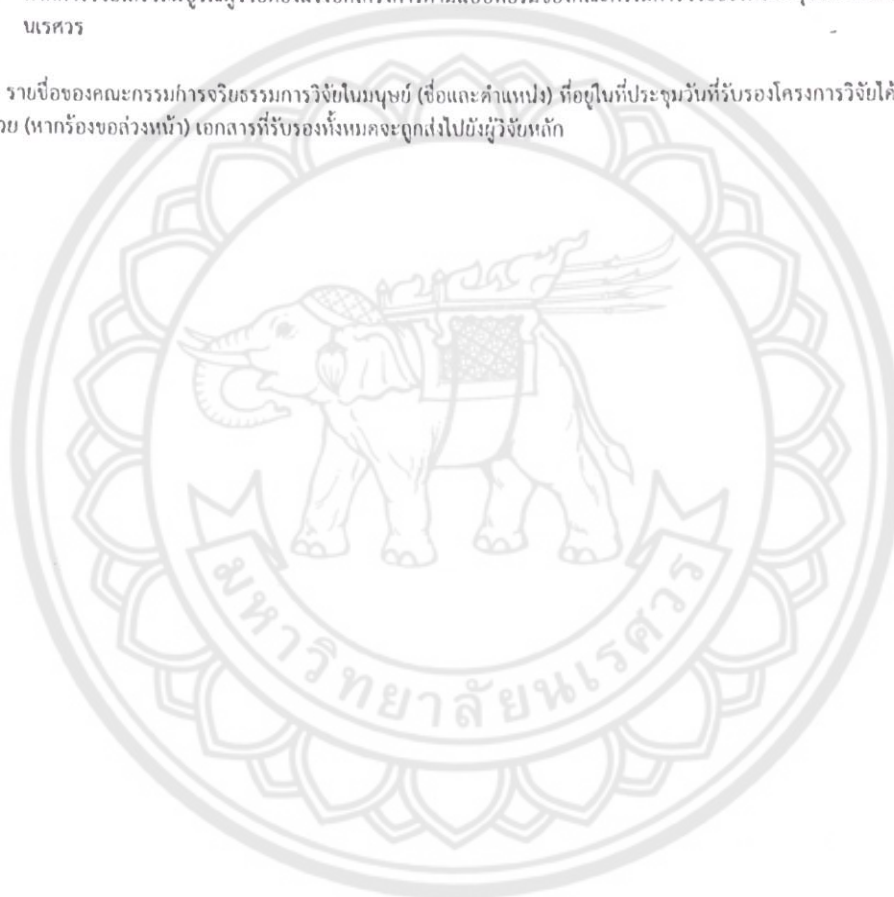 นเรศวร
รายชื่อของคณะกรรมการจริยธรรมการวิจัยในมนุษย์ (ชื่อและตำแหน่ง) ที่อยู่ในที่ประชุมวันที่รับรองโครงการวิจัยได้
วย (หากร้องขอล่วงหน้า) เอกสารที่รับรองทั้งหมดจะถูกส่งไปยังผู้วิจัยหลัก
มหาวิทยาลัยนเรศวร